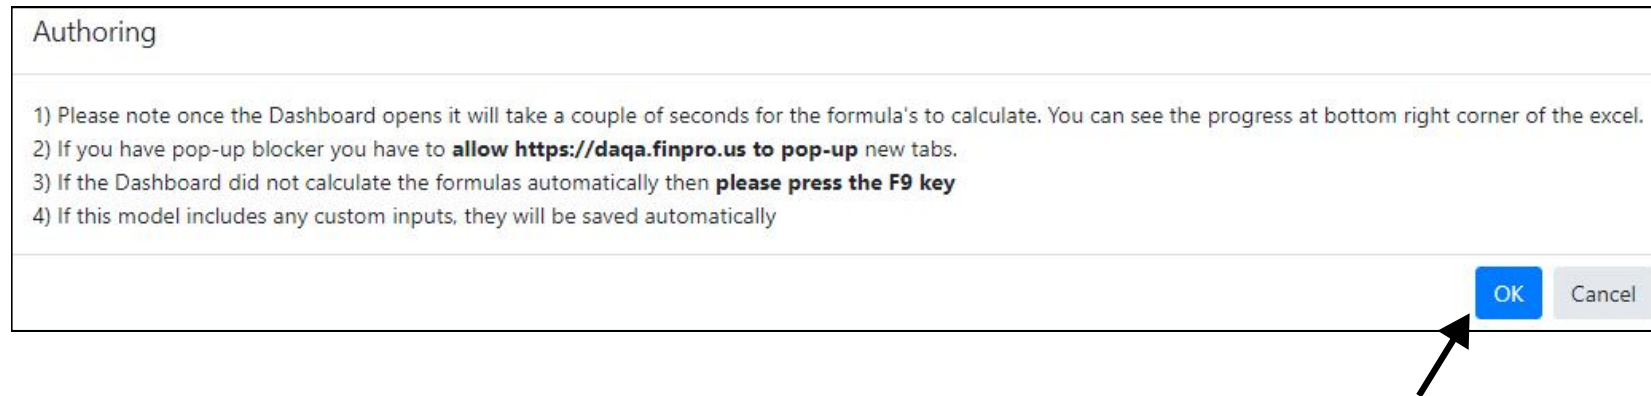 Authoring
1) Please note once the Dashboard opens it will take a couple of seconds for the formula's to calculate. You can see the progress at bottom right corner of the excel.
2) If you have pop-up blocker you have to allow https://daqa.finpro.us to pop-up new tabs.
3) If the Dashboard did not calculate the formulas automatically then please press the F9 key
4) If this model includes any custom inputs, they will be saved automatically
OK Cancel